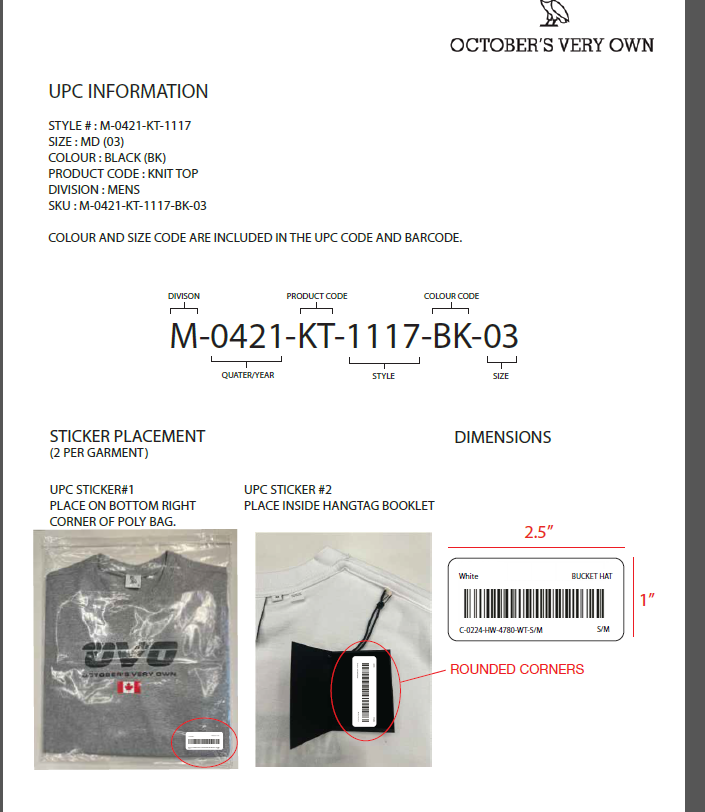 OCTOBER'S VERY OWN
UPC INFORMATION
STYLE # : M-0421-KT-1117
SIZE : MD (03)
COLOUR : BLACK (BK)
PRODUCT CODE : KNIT TOP
DIVISION : MENS
SKU : M-0421-KT-1117-BK-03
COLOUR AND SIZE CODE ARE INCLUDED IN THE UPC CODE AND BARCODE.
DIVISON
PRODUCT CODE
COLOUR CODE
M-0421-KT-1117-BK-03
QUATER/YEAR
STYLE
SIZE
STICKER PLACEMENT
(2 PER GARMENT)
DIMENSIONS
UPC STICKER#1
PLACE ON BOTTOM RIGHT
CORNER OF POLY BAG.
UPC STICKER #2
PLACE INSIDE HANGTAG BOOKLET
OVO
OCTOBER'S VERY OWN
2.5”
White
BUCKET HAT
C-0224-HW-4780-WT-S/M
S/M
1”
ROUNDED CORNERS